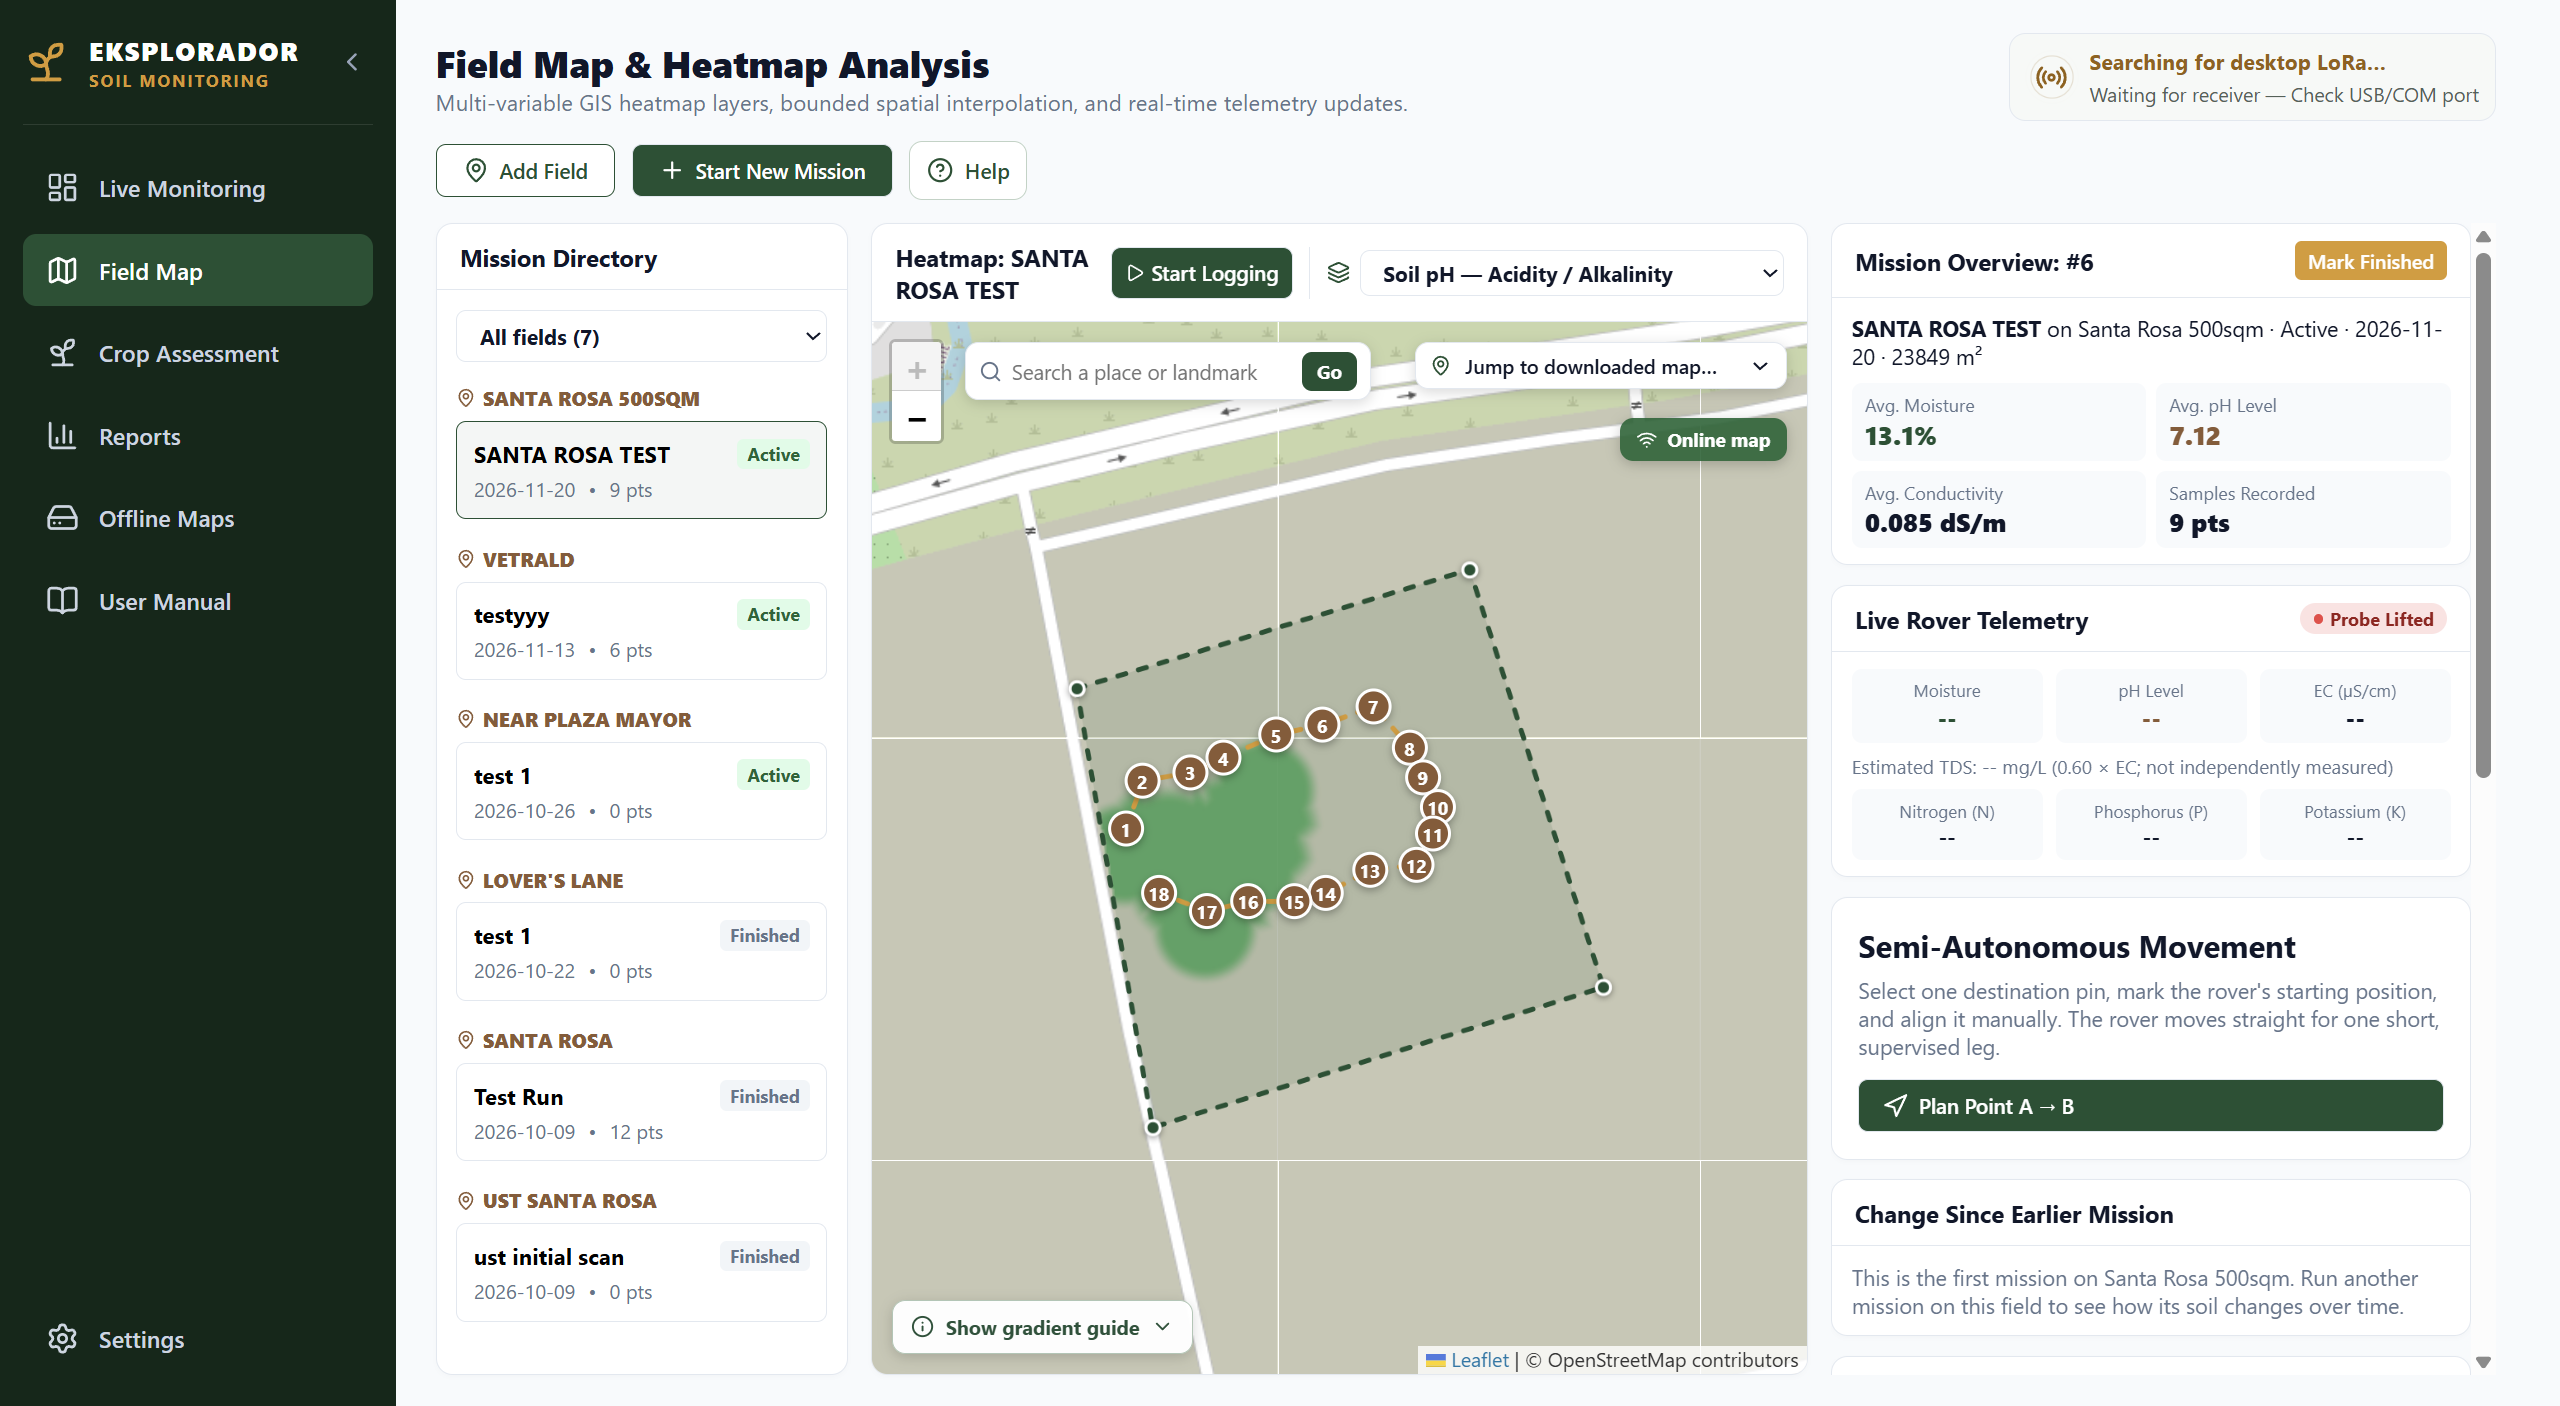 EKSPLORADOR
SOIL MONITORING
Live Monitoring
Field Map
Crop Assessment
Reports
Offline Maps
User Manual
Settings
Field Map & Heatmap Analysis
Multi-variable GIS heatmap layers, bounded spatial interpolation, and real-time telemetry updates.
Searching for desktop LoRa...
Waiting for receiver — Check USB/COM port
Add Field
+ Start New Mission
Help
Mission Directory
All fields (7)
SANTA ROSA 500SQM
SANTA ROSA TEST
Active
2026-11-20 • 9 pts
VETRALD
testyyy
Active
2026-11-13 • 6 pts
NEAR PLAZA MAYOR
test 1
Active
2026-10-26 • 0 pts
LOVER'S LANE
test 1
Finished
2026-10-22 • 0 pts
SANTA ROSA
Test Run
Finished
2026-10-09 • 12 pts
UST SANTA ROSA
ust initial scan
Finished
2026-10-09 • 0 pts
Heatmap: SANTA
ROSA TEST
Start Logging
Soil pH — Acidity / Alkalinity
+
−
Search a place or landmark
Go
Jump to downloaded map...
Online map
1
2
3
4
5
6
7
8
9
10
11
12
13
14
15
16
17
18
Show gradient guide
Leaflet | © OpenStreetMap contributors
Mission Overview: #6
Mark Finished
SANTA ROSA TEST on Santa Rosa 500sqm · Active · 2026-11-
20 · 23849 m²
Avg. Moisture
13.1%
Avg. pH Level
7.12
Avg. Conductivity
0.085 dS/m
Samples Recorded
9 pts
Live Rover Telemetry
Probe Lifted
Moisture
--
pH Level
--
EC (µS/cm)
--
Estimated TDS: -- mg/L (0.60 × EC; not independently measured)
Nitrogen (N)
--
Phosphorus (P)
--
Potassium (K)
--
Semi-Autonomous Movement
Select one destination pin, mark the rover's starting position,
and align it manually. The rover moves straight for one short,
supervised leg.
Plan Point A → B
Change Since Earlier Mission
This is the first mission on Santa Rosa 500sqm. Run another
mission on this field to see how its soil changes over time.